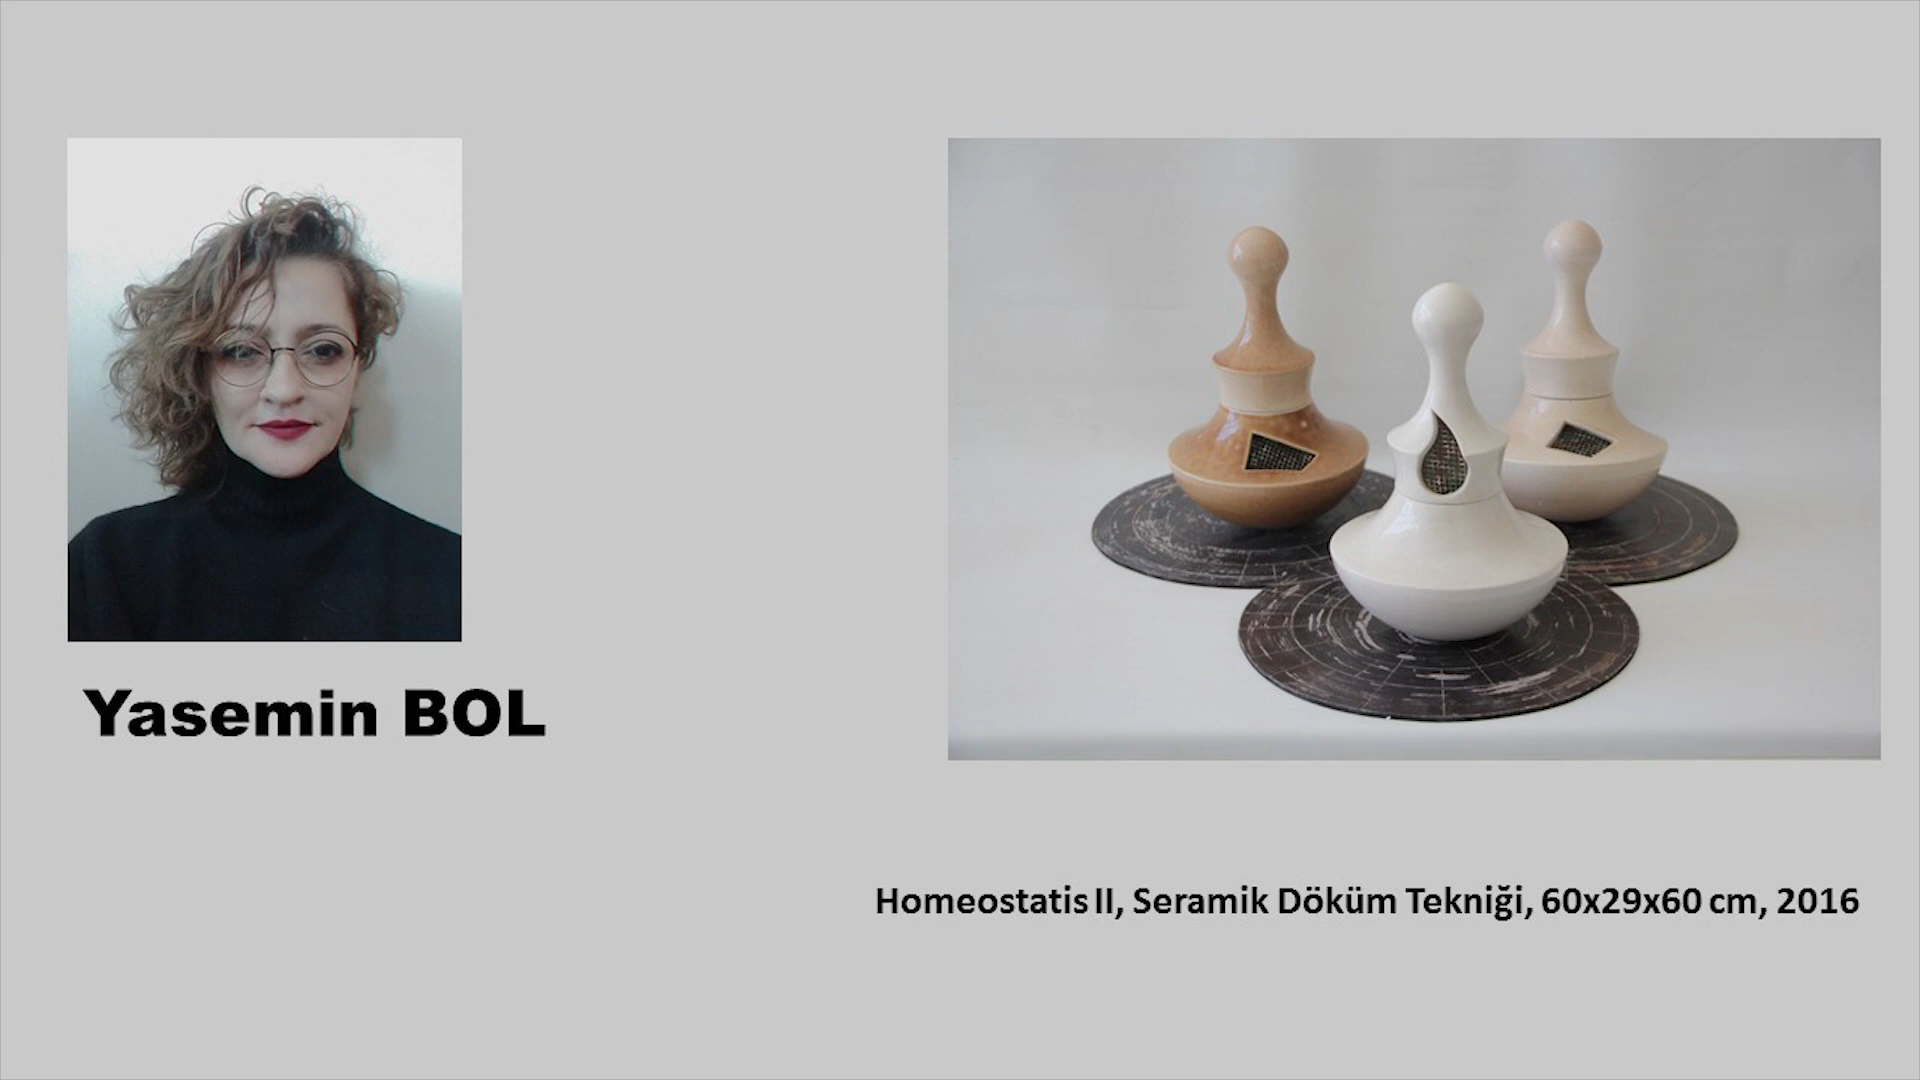 Yasemin BOL
Homeostatis II, Seramik Döküm Tekniği, 60x29x60 cm, 2016